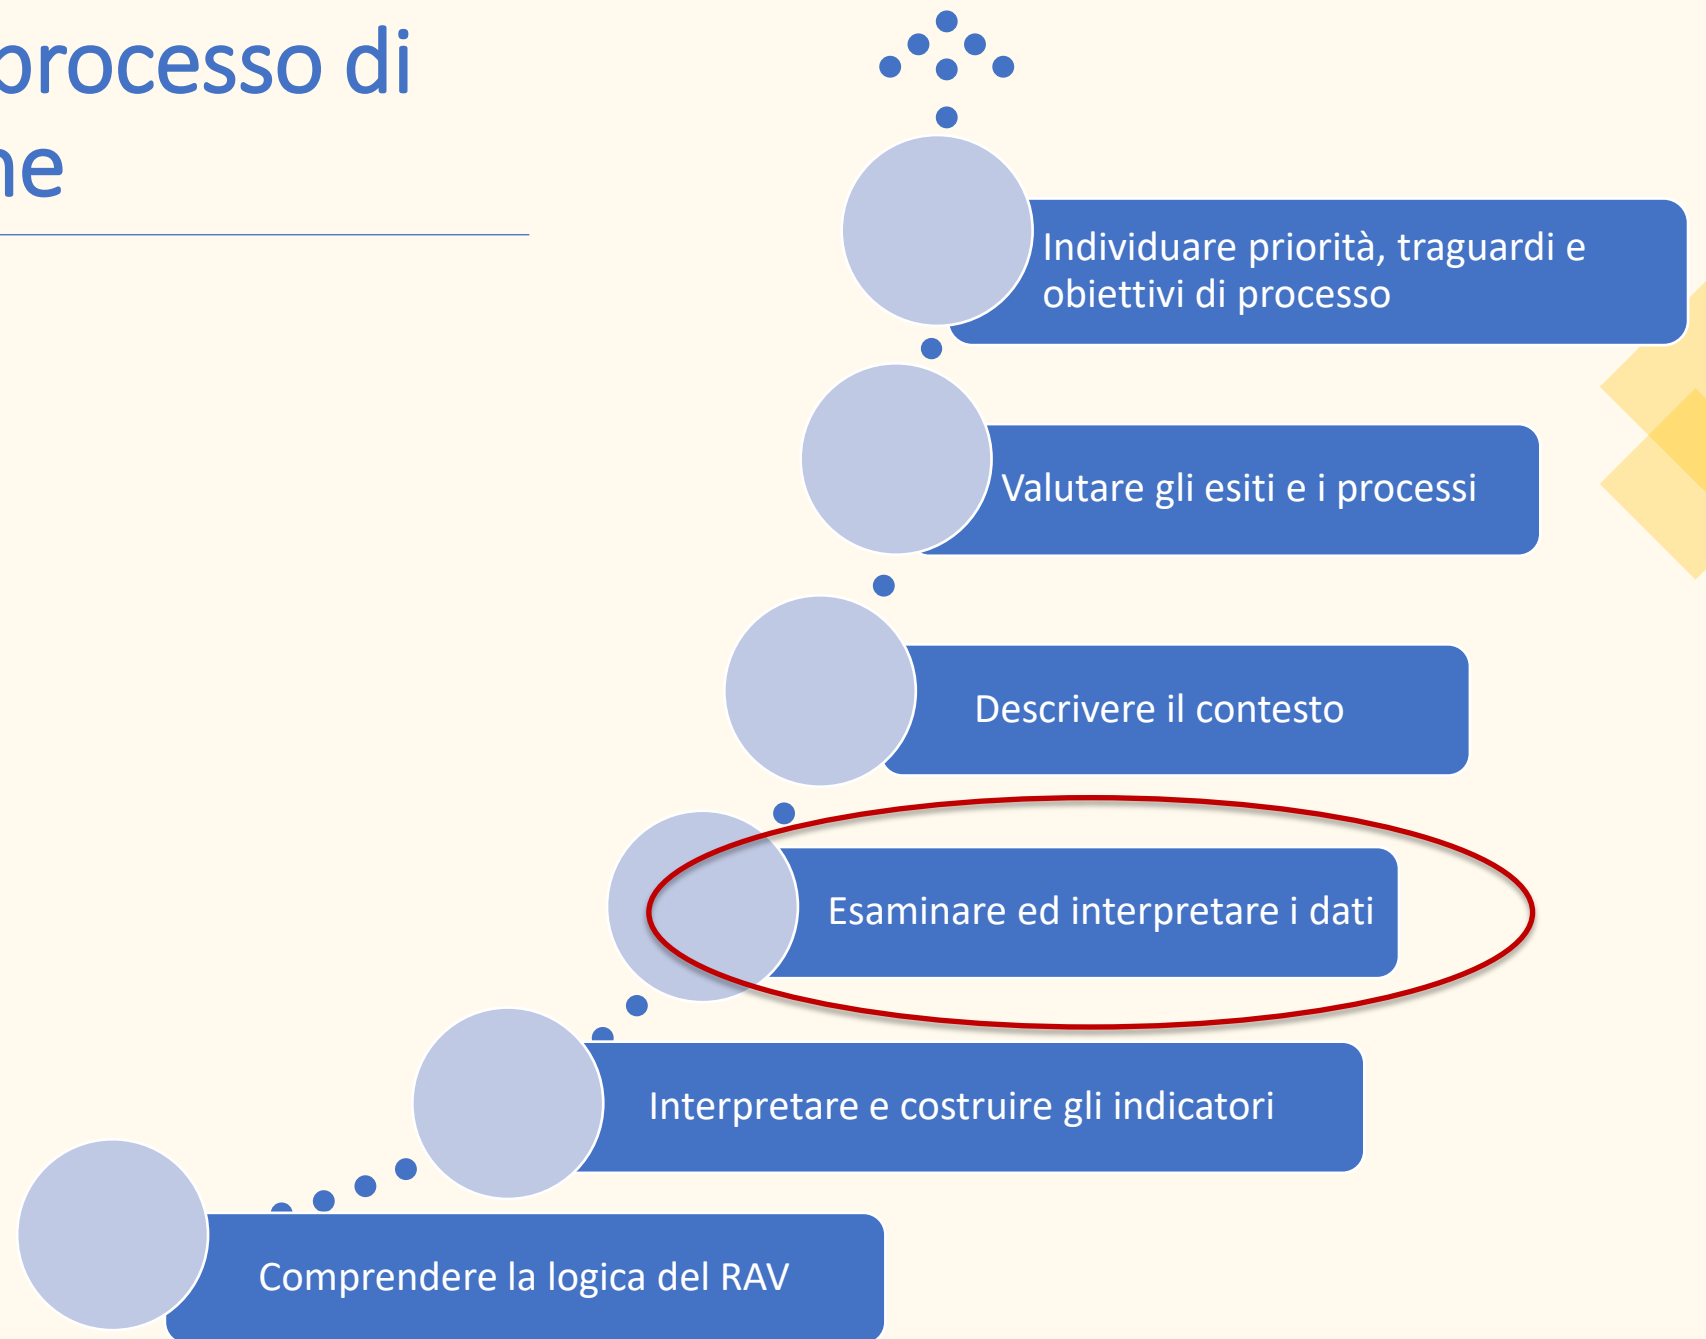 processo di
ne
Individuare priorità, traguardi e
obiettivi di processo
Valutare gli esiti e i processi
Descrivere il contesto
Esaminare ed interpretare i dati
Interpretare e costruire gli indicatori
Comprendere la logica del RAV